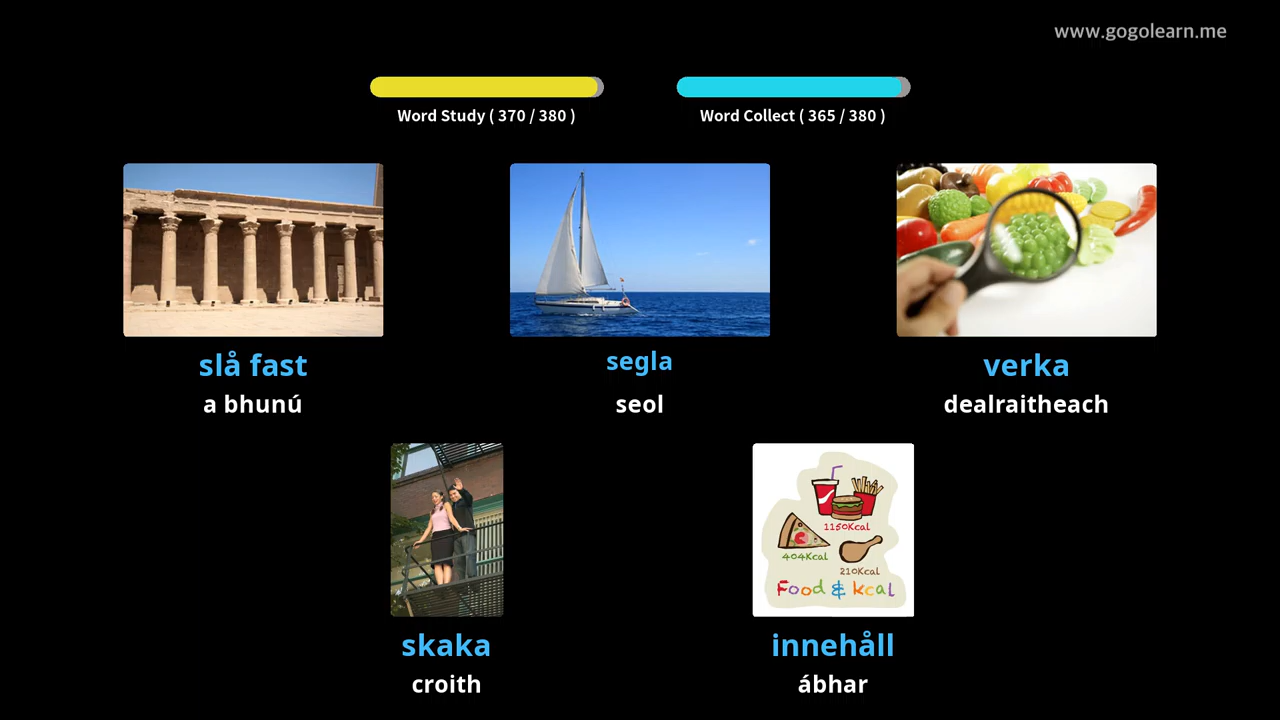 www.gogolearn.me
Word Study ( 370 / 380 )
Word Collect ( 365 / 380 )
slå fast
a bhunú
segla
seol
verka
dealraitheach
skaka
croith
1150Kcal
404Kcal
210Kcal
Food & kcal
innehåll
ábhar